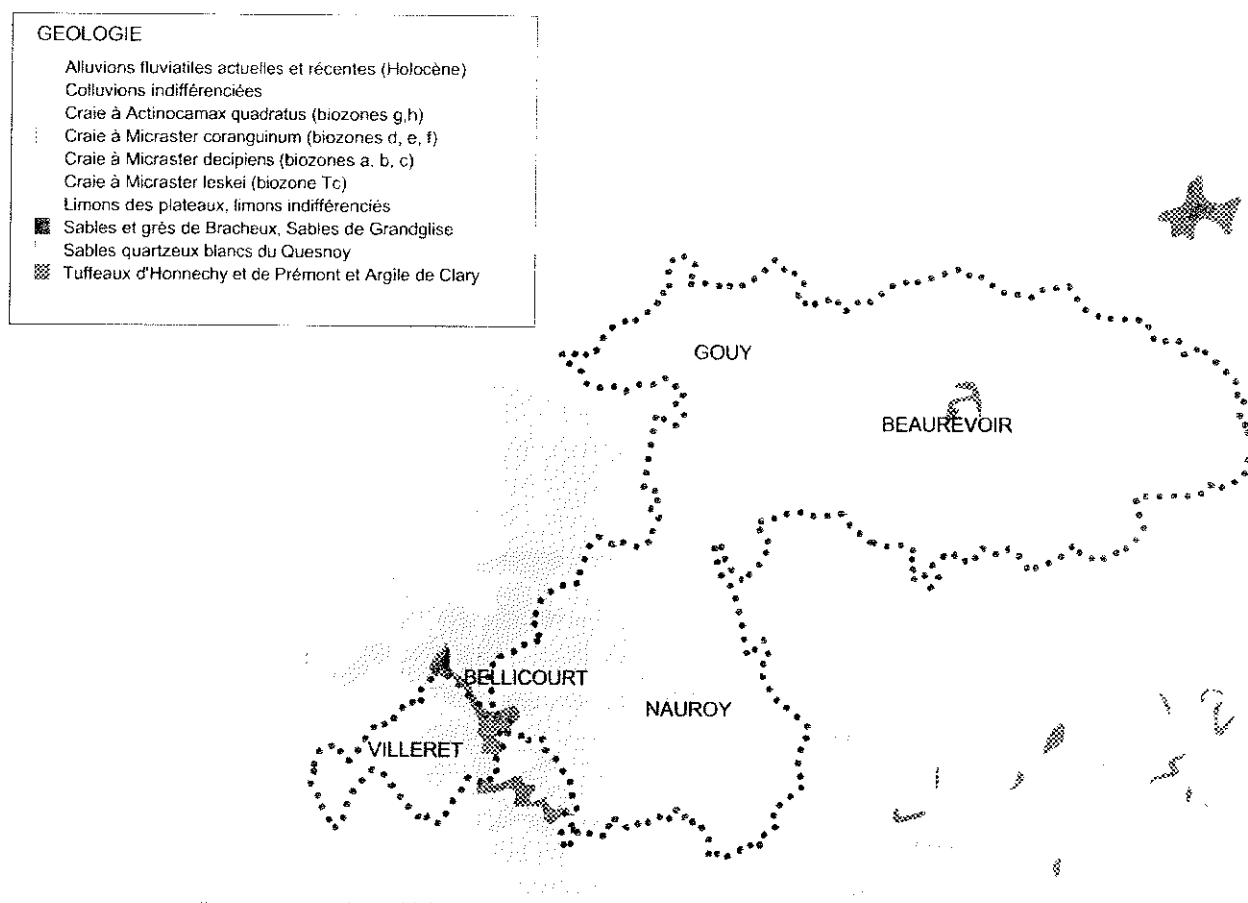 GEOLOGIE
Alluvions fluviatiles actuelles et récentes (Holocène)
Colluvions indifférenciées
Craie à Actinocamax quadratus (biozones g,h)
Craie à Micraster coranguinum (biozones d, e, f)
Craie à Micraster decipiens (biozones a, b, c)
Craie à Micraster leskei (biozone Tc)
Limons des plateaux, limons indifférenciés
Sables et grès de Bracheux, Sables de Grandglise
Sables quartzeux blancs du Quesnoy
Tuffeaux d'Honnechy et de Prémont et Argile de Clary
GOUY
BEAUREVOIR
BELLICOURT
NAUROY
VILLERET